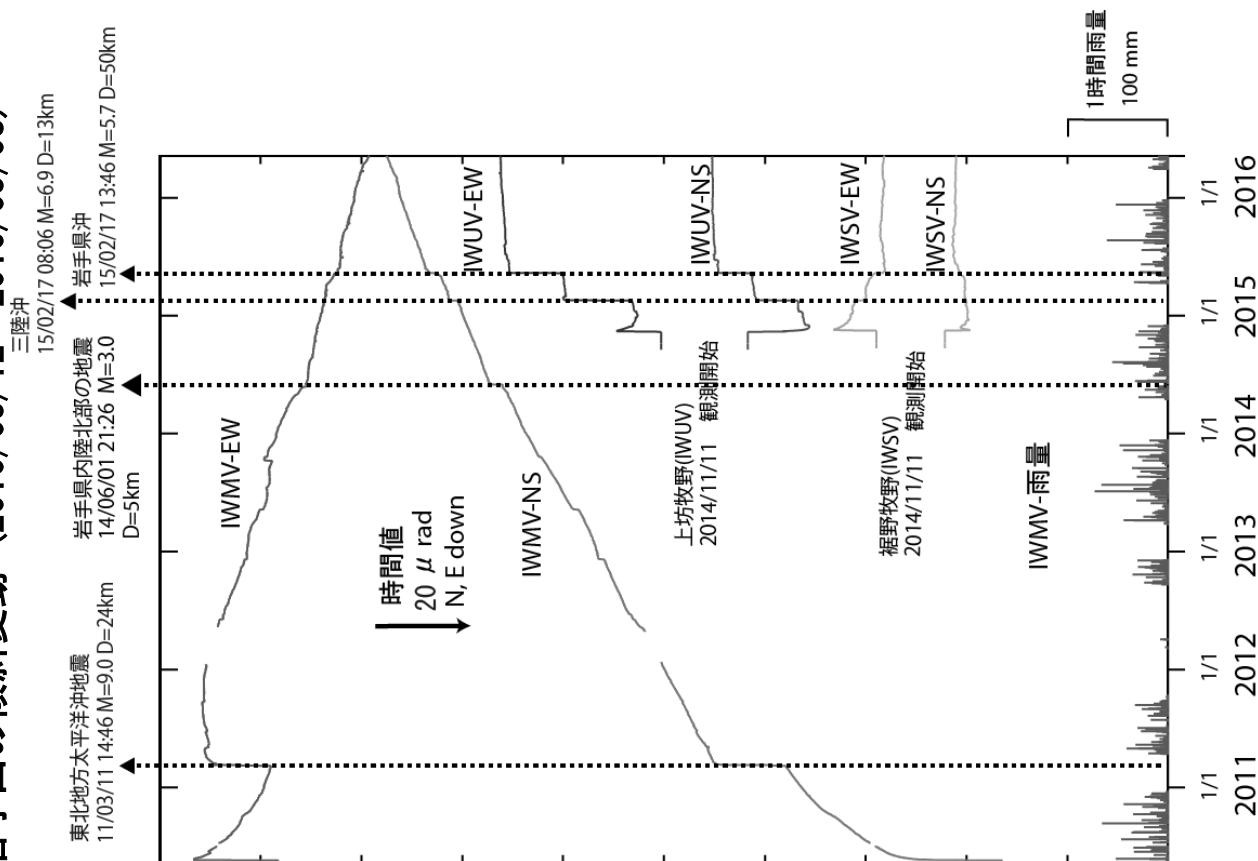 三陸沖
15/02/17 08:06 M=6.9 D=13km
東北地方太平洋沖地震
11/03/11 14:46 M=9.0 D=24km
岩手県内陸北部の地震
14/06/01 21:26 M=3.0
D=5km
岩手県沖
15/02/17 13:46 M=5.7 D=50km
IWMV-EW
時間値
20 μ rad
N, E down
IWMV-NS
IWUV-EW
上坊牧野(IWUV)
2014/11/11 観測開始
IWUV-NS
裾野牧野(IWSV)
2014/11/11 観測開始
IWSV-EW
IWSV-NS
IWMV-雨量
1時間雨量
100 mm
1/1 1/1 1/1 1/1 1/1 1/1
2011 2012 2013 2014 2015 2016